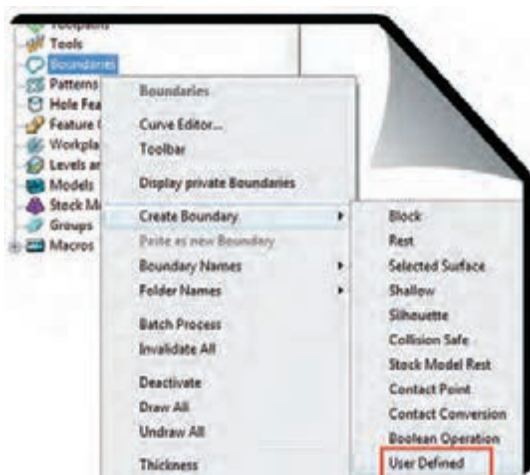 Toolpaths
Tools
Boundaries
Patterns
Hole Fea
Feature
Workpla
Levels ar
Models
Stock M
Groups
Macros
Boundaries
Curve Editor...
Toolbar
Display private Boundaries
Create Boundary
Paste as new Boundary
Boundary Names
Folder Names
Batch Process
Invalidate All
Deactivate
Draw All
Undraw All
Thickness
Block
Rest
Selected Surface
Shallow
Silhouette
Collision Safe
Stock Model Rest
Contact Point
Contact Conversion
Boolean Operation
User Defined